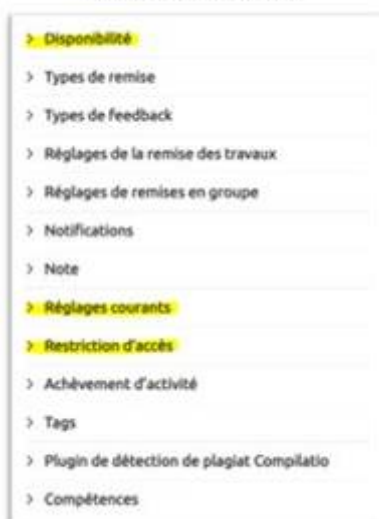 > Disponibilité
> Types de remise
> Types de feedback
> Réglages de la remise des travaux
> Réglages de remises en groupe
> Notifications
> Note
> Réglages courants
> Restriction d'accès
> Achèvement d'activité
> Tags
> Plugin de détection de plagiat Compilatio
> Compétences